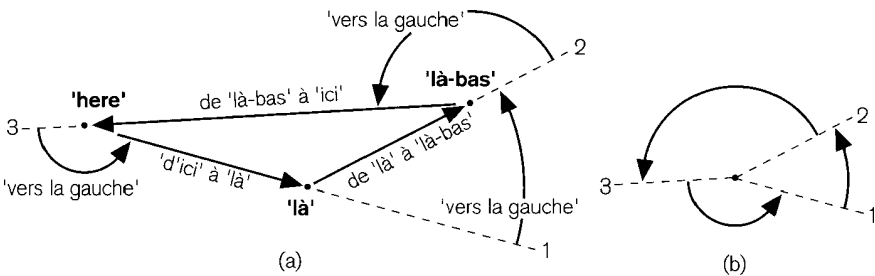 'vers la gauche'
2
'là-bas'
'here'
de 'là-bas' à 'ici'
3
'd'ici' à 'là'
de 'là' à 'là-bas'
'vers la gauche'
'là'
'vers la gauche'
1
(a)
2
3
1
(b)